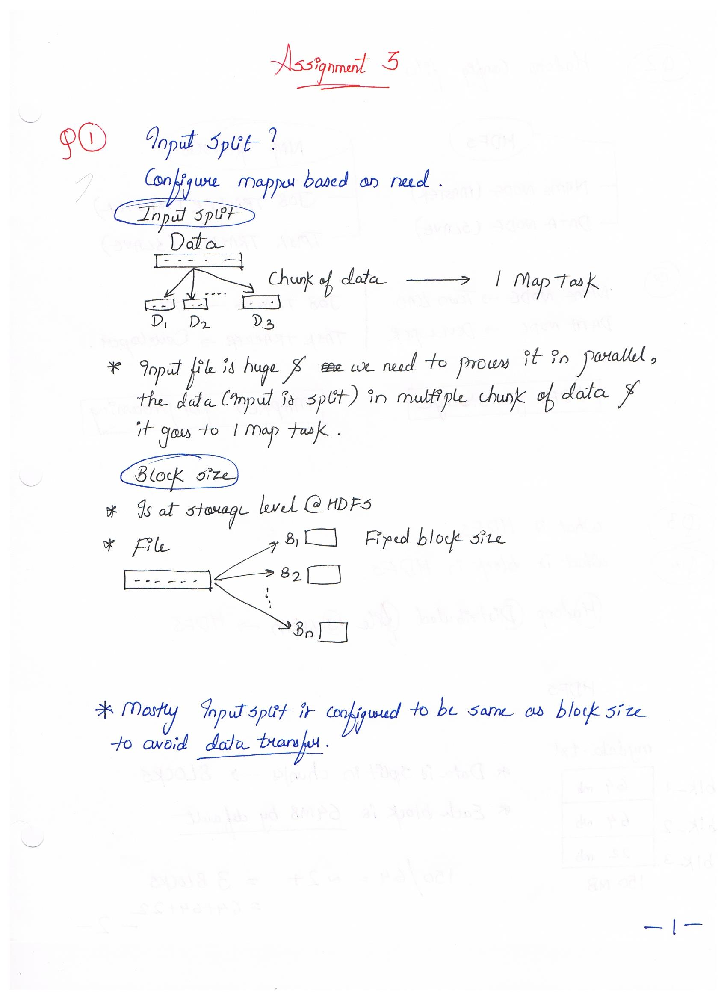 Assignment 3
Q 1 Input Split?
Configure mapper based on need.
Input split
Data
Chunk of data → 1 Map Task
D1 D2 .... D3
* Input file is huge & we need to process it in parallel,
the data (Input is split) in multiple chunk of data &
it goes to 1 map task.
Block size
* Is at storage level @HDFS
* File B1 Fixed block size
B2
Bn
* Mostly Input split is configured to be same as block size
to avoid data transfer.
-1-